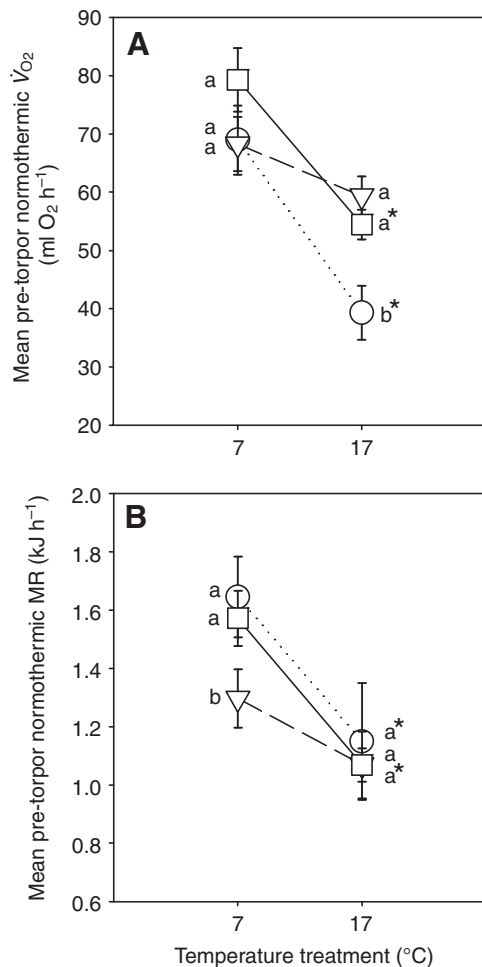 A
Mean pre-torpor normothermic V̇O2
(ml O2 h–1)
90
80
70
60
50
40
30
20
a
a
a
a
a*
b*
7
17
B
Mean pre-torpor normothermic MR (kJ h–1)
2.0
1.8
1.6
1.4
1.2
1.0
0.8
0.6
a
a
b
a*
a
a*
7
17
Temperature treatment (°C)